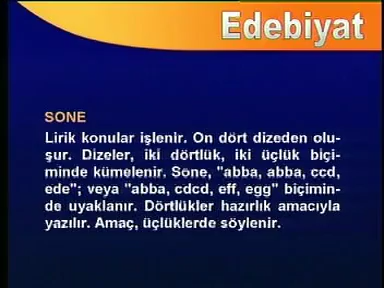 Edebiyat
SONE
Lirik konular işlenir. On dört dizeden olu-
şur. Dizeler, iki dörtlük, iki üçlük biçi-
minde kümelenir. Sone, "abba, abba, ccd,
ede"; veya "abba, cdcd, eff, egg" biçimin-
de uyaklanır. Dörtlükler hazırlık amacıyla
yazılır. Amaç, üçlüklerde söylenir.